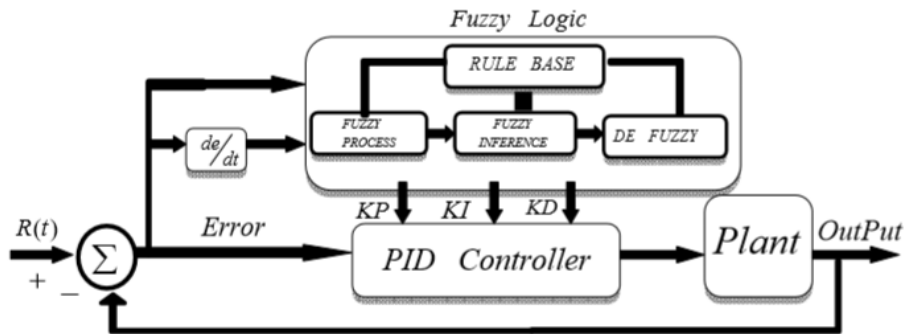 Fuzzy Logic
RULE BASE
FUZZY
PROCESS
FUZZY
INFERENCE
DE FUZZY
de/dt
KP KI KD
R(t)
+
−
Σ
Error
PID Controller
Plant
OutPut